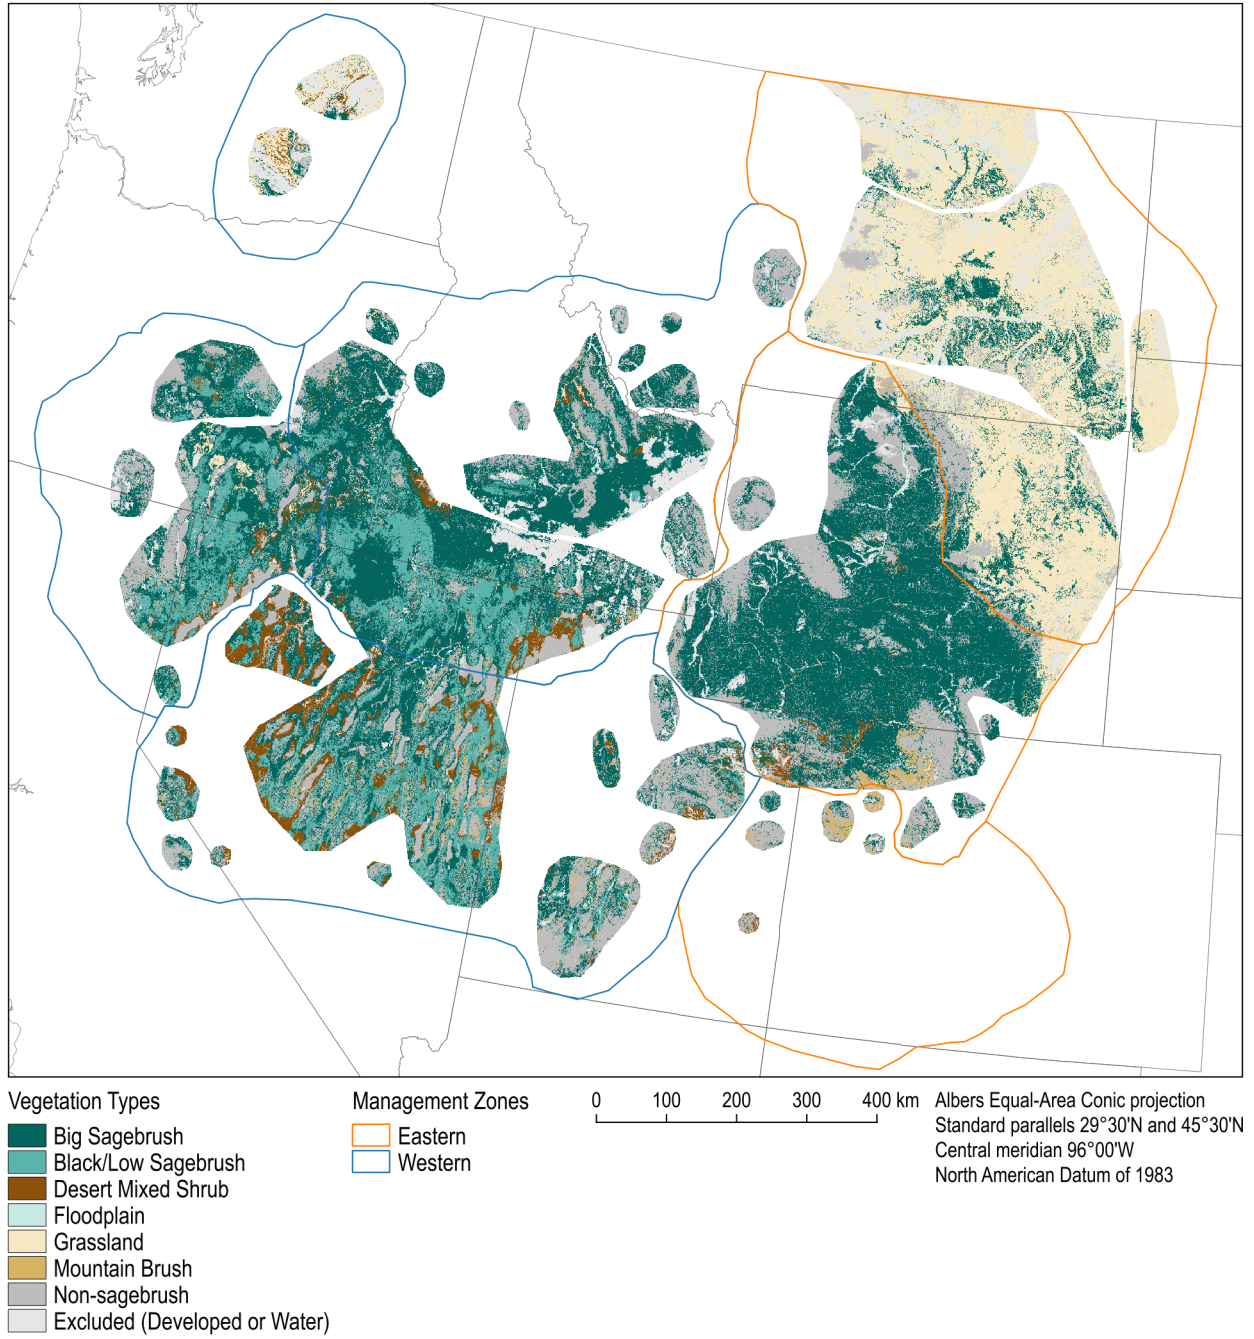 Vegetation Types
Big Sagebrush
Black/Low Sagebrush
Desert Mixed Shrub
Floodplain
Grassland
Mountain Brush
Non-sagebrush
Excluded (Developed or Water)
Management Zones
Eastern
Western
0 100 200 300 400 km
Albers Equal-Area Conic projection
Standard parallels 29°30'N and 45°30'N
Central meridian 96°00'W
North American Datum of 1983